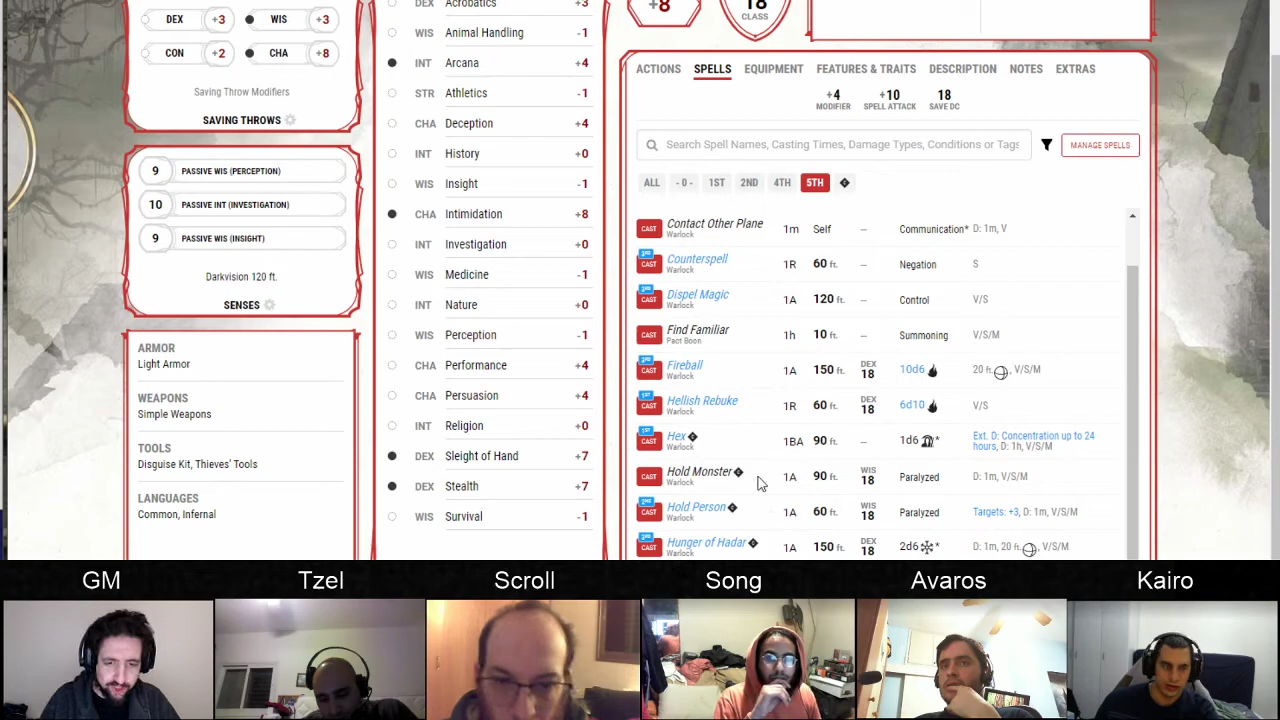 DEX +3 WIS +3
CON +2 CHA +8
Saving Throw Modifiers
SAVING THROWS
9 PASSIVE WIS (PERCEPTION)
10 PASSIVE INT (INVESTIGATION)
9 PASSIVE WIS (INSIGHT)
Darkvision 120 ft.
SENSES
ARMOR
Light Armor
WEAPONS
Simple Weapons
TOOLS
Disguise Kit, Thieves' Tools
LANGUAGES
Common, Infernal
DEX Acrobatics +3
WIS Animal Handling -1
INT Arcana +4
STR Athletics -1
CHA Deception +4
INT History +0
WIS Insight -1
CHA Intimidation +8
INT Investigation +0
WIS Medicine -1
INT Nature +0
WIS Perception -1
CHA Performance +4
CHA Persuasion +4
INT Religion +0
DEX Sleight of Hand +7
DEX Stealth +7
WIS Survival -1
+8
18
CLASS
ACTIONS SPELLS EQUIPMENT FEATURES & TRAITS DESCRIPTION NOTES EXTRAS
+4 +10 18
MODIFIER SPELL ATTACK SAVE DC
Search Spell Names, Casting Times, Damage Types, Conditions or Tags MANAGE SPELLS
ALL - 0 - 1ST 2ND 4TH 5TH
CAST Contact Other Plane 1m Self – Communication* D: 1m, V
Warlock
2ND CAST Counterspell 1R 60 ft. – Negation S
Warlock
2ND CAST Dispel Magic 1A 120 ft. – Control V/S
Warlock
CAST Find Familiar 1h 10 ft. – Summoning V/S/M
Pact Boon
2ND CAST Fireball 1A 150 ft. DEX 18 10d6 20 ft. , V/S/M
Warlock
1ST CAST Hellish Rebuke 1R 60 ft. DEX 18 6d10 V/S
Warlock
1ST CAST Hex 1BA 90 ft. – 1d6 * Ext. D: Concentration up to 24
Warlock hours, D: 1h, V/S/M
CAST Hold Monster 1A 90 ft. WIS 18 Paralyzed D: 1m, V/S/M
Warlock
2ND CAST Hold Person 1A 60 ft. WIS 18 Paralyzed Targets: +3, D: 1m, V/S/M
Warlock
2ND CAST Hunger of Hadar 1A 150 ft. DEX 18 2d6 * D: 1m, 20 ft. , V/S/M
Warlock
GM Tzel Scroll Song Avaros Kairo